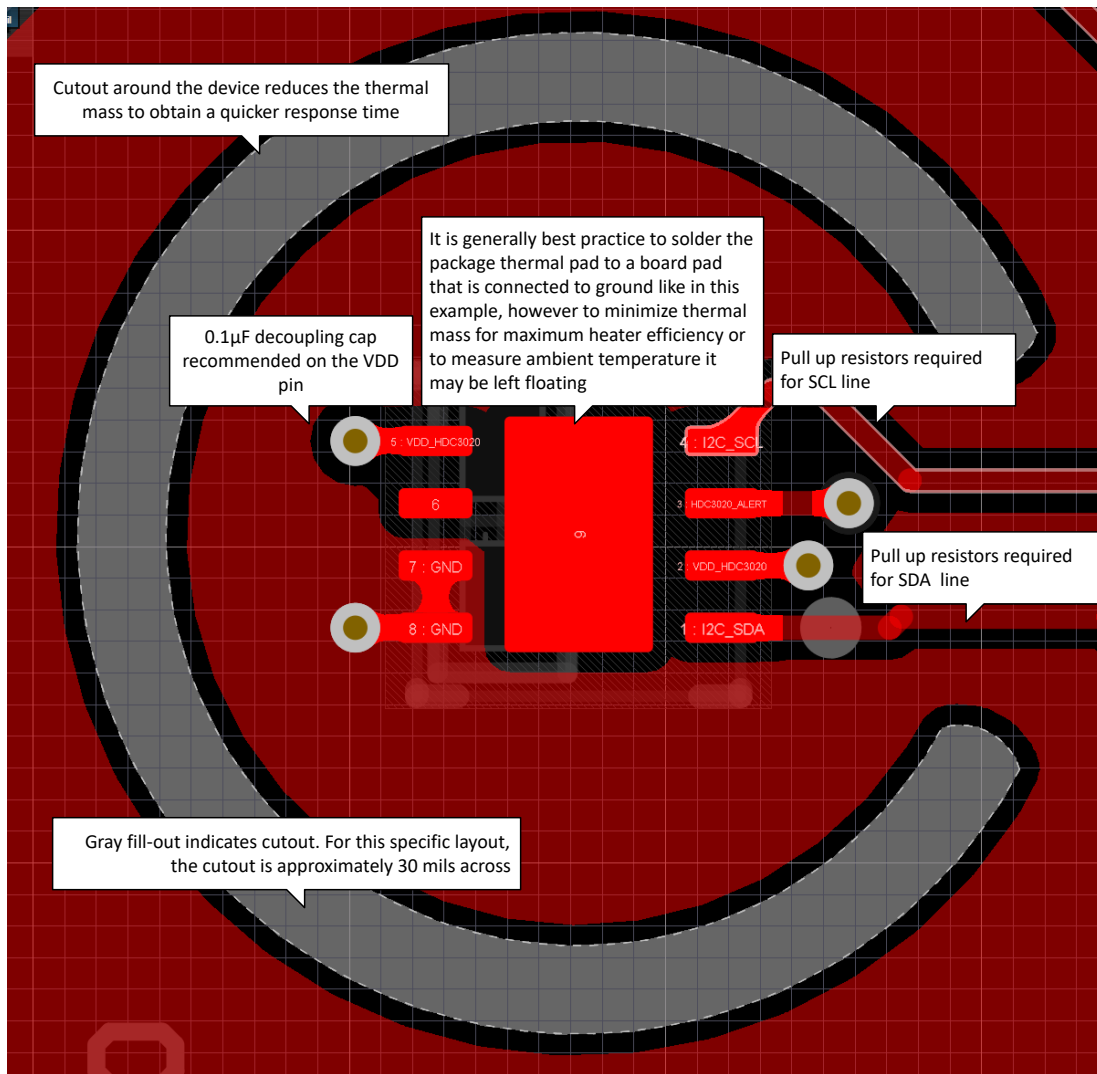 Cutout around the device reduces the thermal
mass to obtain a quicker response time
It is generally best practice to solder the
package thermal pad to a board pad
that is connected to ground like in this
example, however to minimize thermal
mass for maximum heater efficiency or
to measure ambient temperature it
may be left floating
0.1µF decoupling cap
recommended on the VDD
pin
Pull up resistors required
for SCL line
5 : VDD_HDC3020
4 : I2C_SCL
6
3 : HDC3020_ALERT
9
7 : GND
2 : VDD_HDC3020
Pull up resistors required
for SDA  line
8 : GND
1 : I2C_SDA
Gray fill-out indicates cutout. For this specific layout,
the cutout is approximately 30 mils across